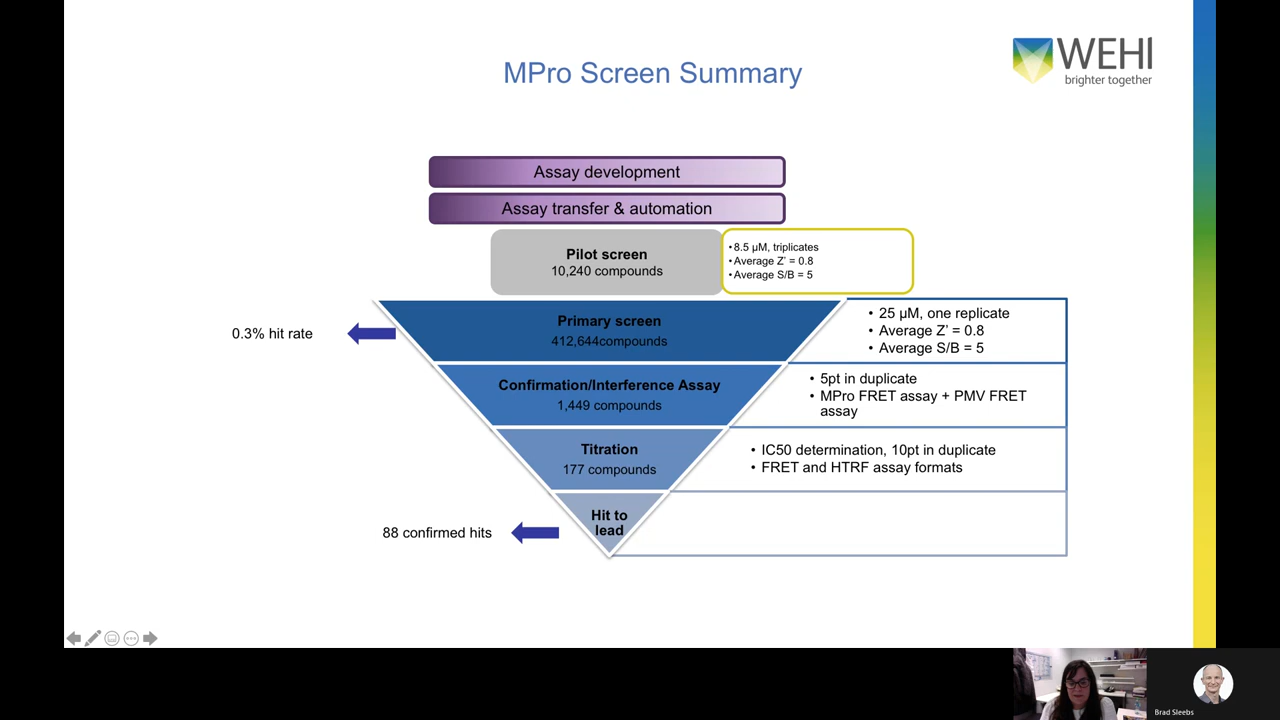 MPro Screen Summary
WEHI
brighter together
Assay development
Assay transfer & automation
Pilot screen
10,240 compounds
•8.5 µM, triplicates
•Average Z' = 0.8
•Average S/B = 5
0.3% hit rate
Primary screen
412,644compounds
• 25 µM, one replicate
• Average Z' = 0.8
• Average S/B = 5
Confirmation/Interference Assay
1,449 compounds
• 5pt in duplicate
• MPro FRET assay + PMV FRET
assay
Titration
177 compounds
• IC50 determination, 10pt in duplicate
• FRET and HTRF assay formats
88 confirmed hits
Hit to
lead
Brad Sleebs